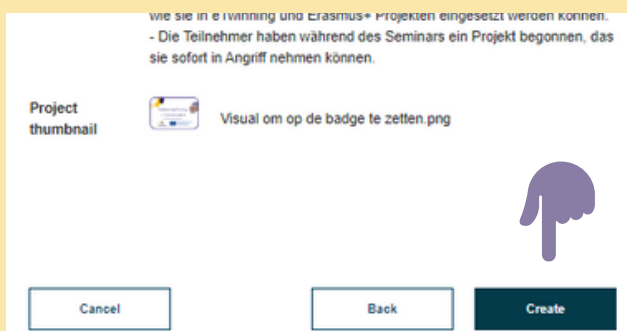 wie sie in eTwinning und Erasmus+ Projekten eingesetzt werden können.
- Die Teilnehmer haben während des Seminars ein Projekt begonnen, das
sie sofort in Angriff nehmen können.
Project
thumbnail
Visual om op de badge te zetten.png
Cancel
Back
Create